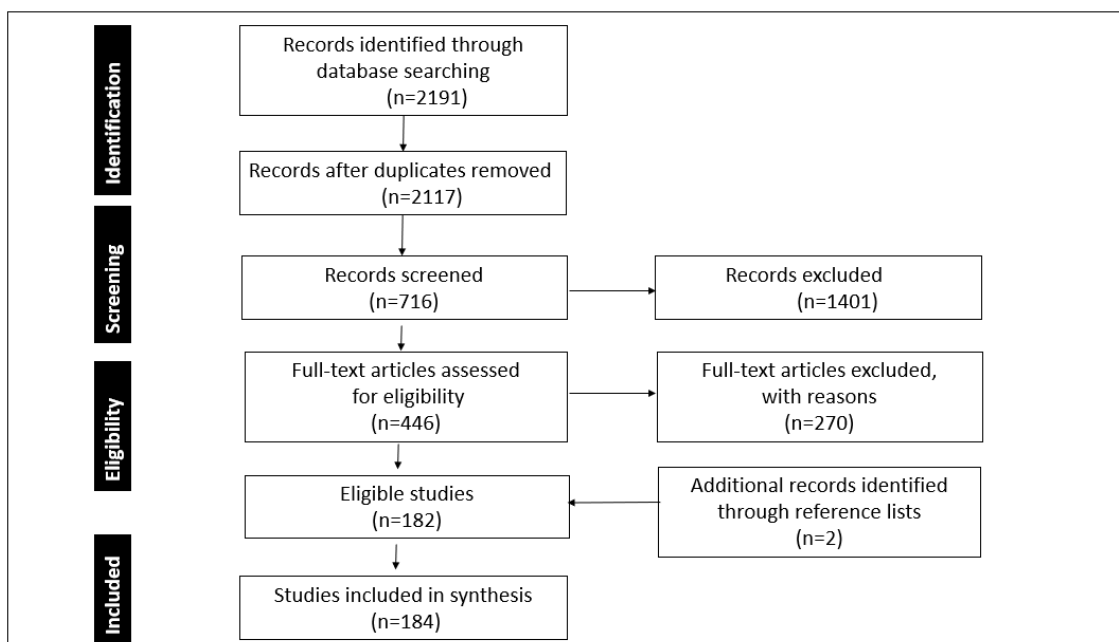 Identification
Records identified through
database searching
(n=2191)
Records after duplicates removed
(n=2117)
Screening
Records screened
(n=716)
Records excluded
(n=1401)
Eligibility
Full-text articles assessed
for eligibility
(n=446)
Full-text articles excluded,
with reasons
(n=270)
Eligible studies
(n=182)
Additional records identified
through reference lists
(n=2)
Included
Studies included in synthesis
(n=184)